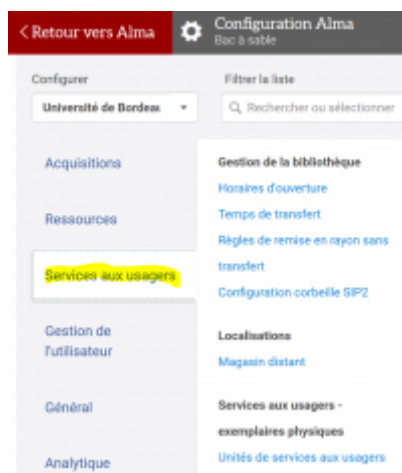 < Retour vers Alma
Configuration Alma
Bac à sable
Configurer
Filtrer la liste
Université de Bordeau
Rechercher ou sélectionner
Acquisitions
Ressources
Services aux usagers
Gestion de
l'utilisateur
Général
Analytique
Gestion de la bibliothèque
Horaires d'ouverture
Temps de transfert
Règles de remise en rayon sans
transfert
Configuration corbeille SIP2
Localisations
Magasin distant
Services aux usagers -
exemplaires physiques
Unités de services aux usagers